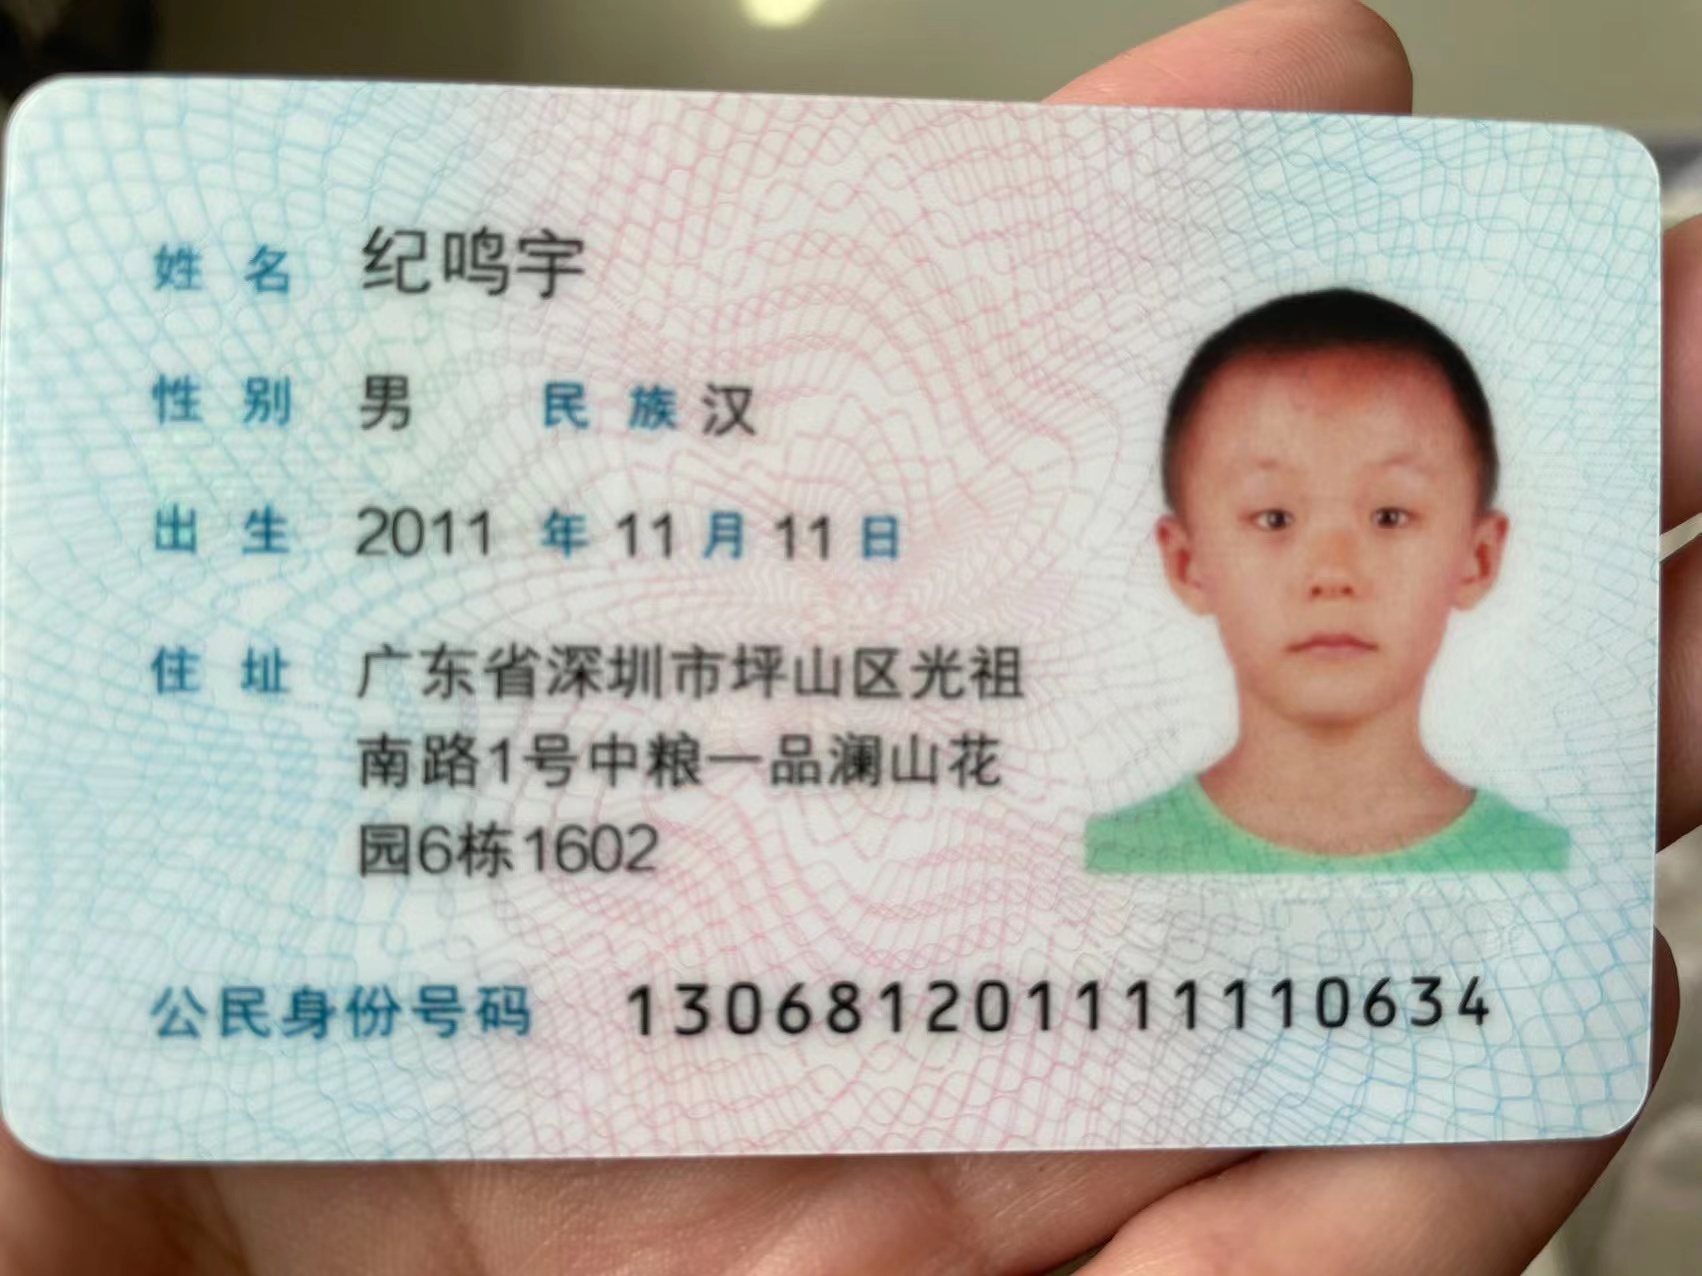 姓名 纪鸣宇
性别 男 民族 汉
出生 2011 年 11 月 11 日
住址 广东省深圳市坪山区光祖
南路1号中粮一品澜山花
园6栋1602
公民身份号码 130681201111110634